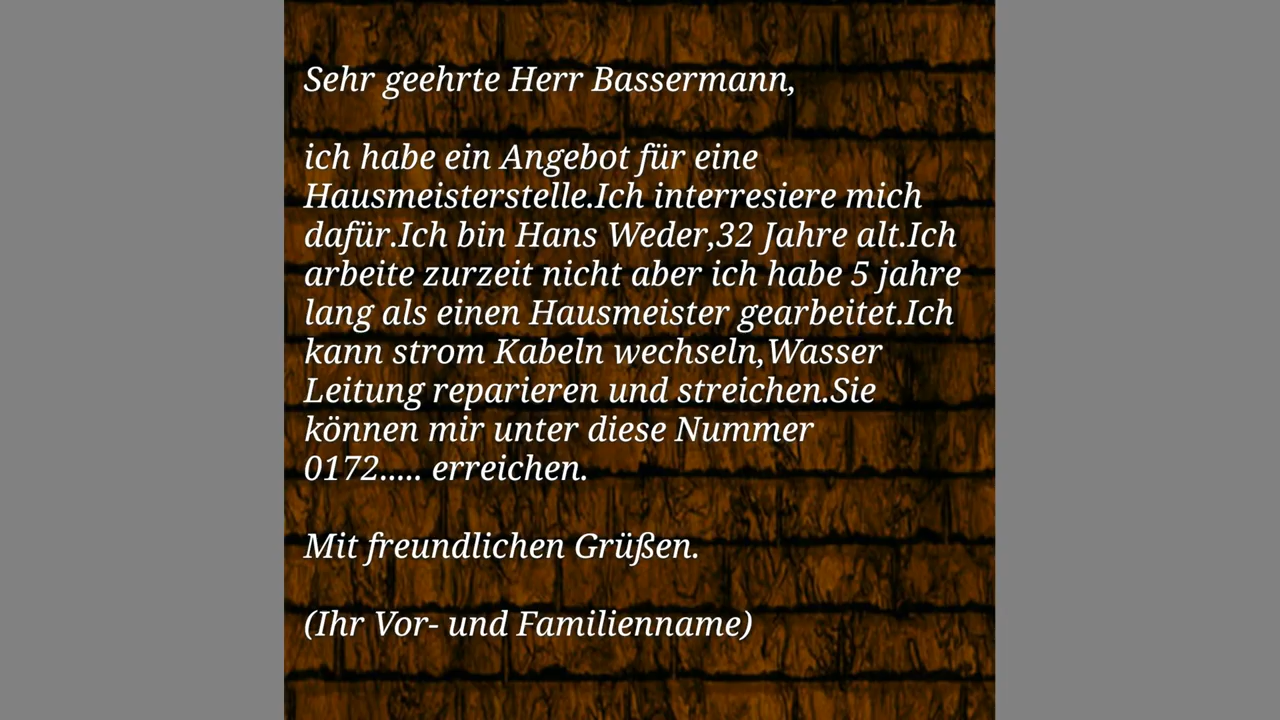 Sehr geehrte Herr Bassermann,
ich habe ein Angebot für eine
Hausmeisterstelle.Ich interresiere mich
dafür.Ich bin Hans Weder,32 Jahre alt.Ich
arbeite zurzeit nicht aber ich habe 5 jahre
lang als einen Hausmeister gearbeitet.Ich
kann strom Kabeln wechseln,Wasser
Leitung reparieren und streichen.Sie
können mir unter diese Nummer
0172..... erreichen.
Mit freundlichen Grüßen.
(Ihr Vor- und Familienname)